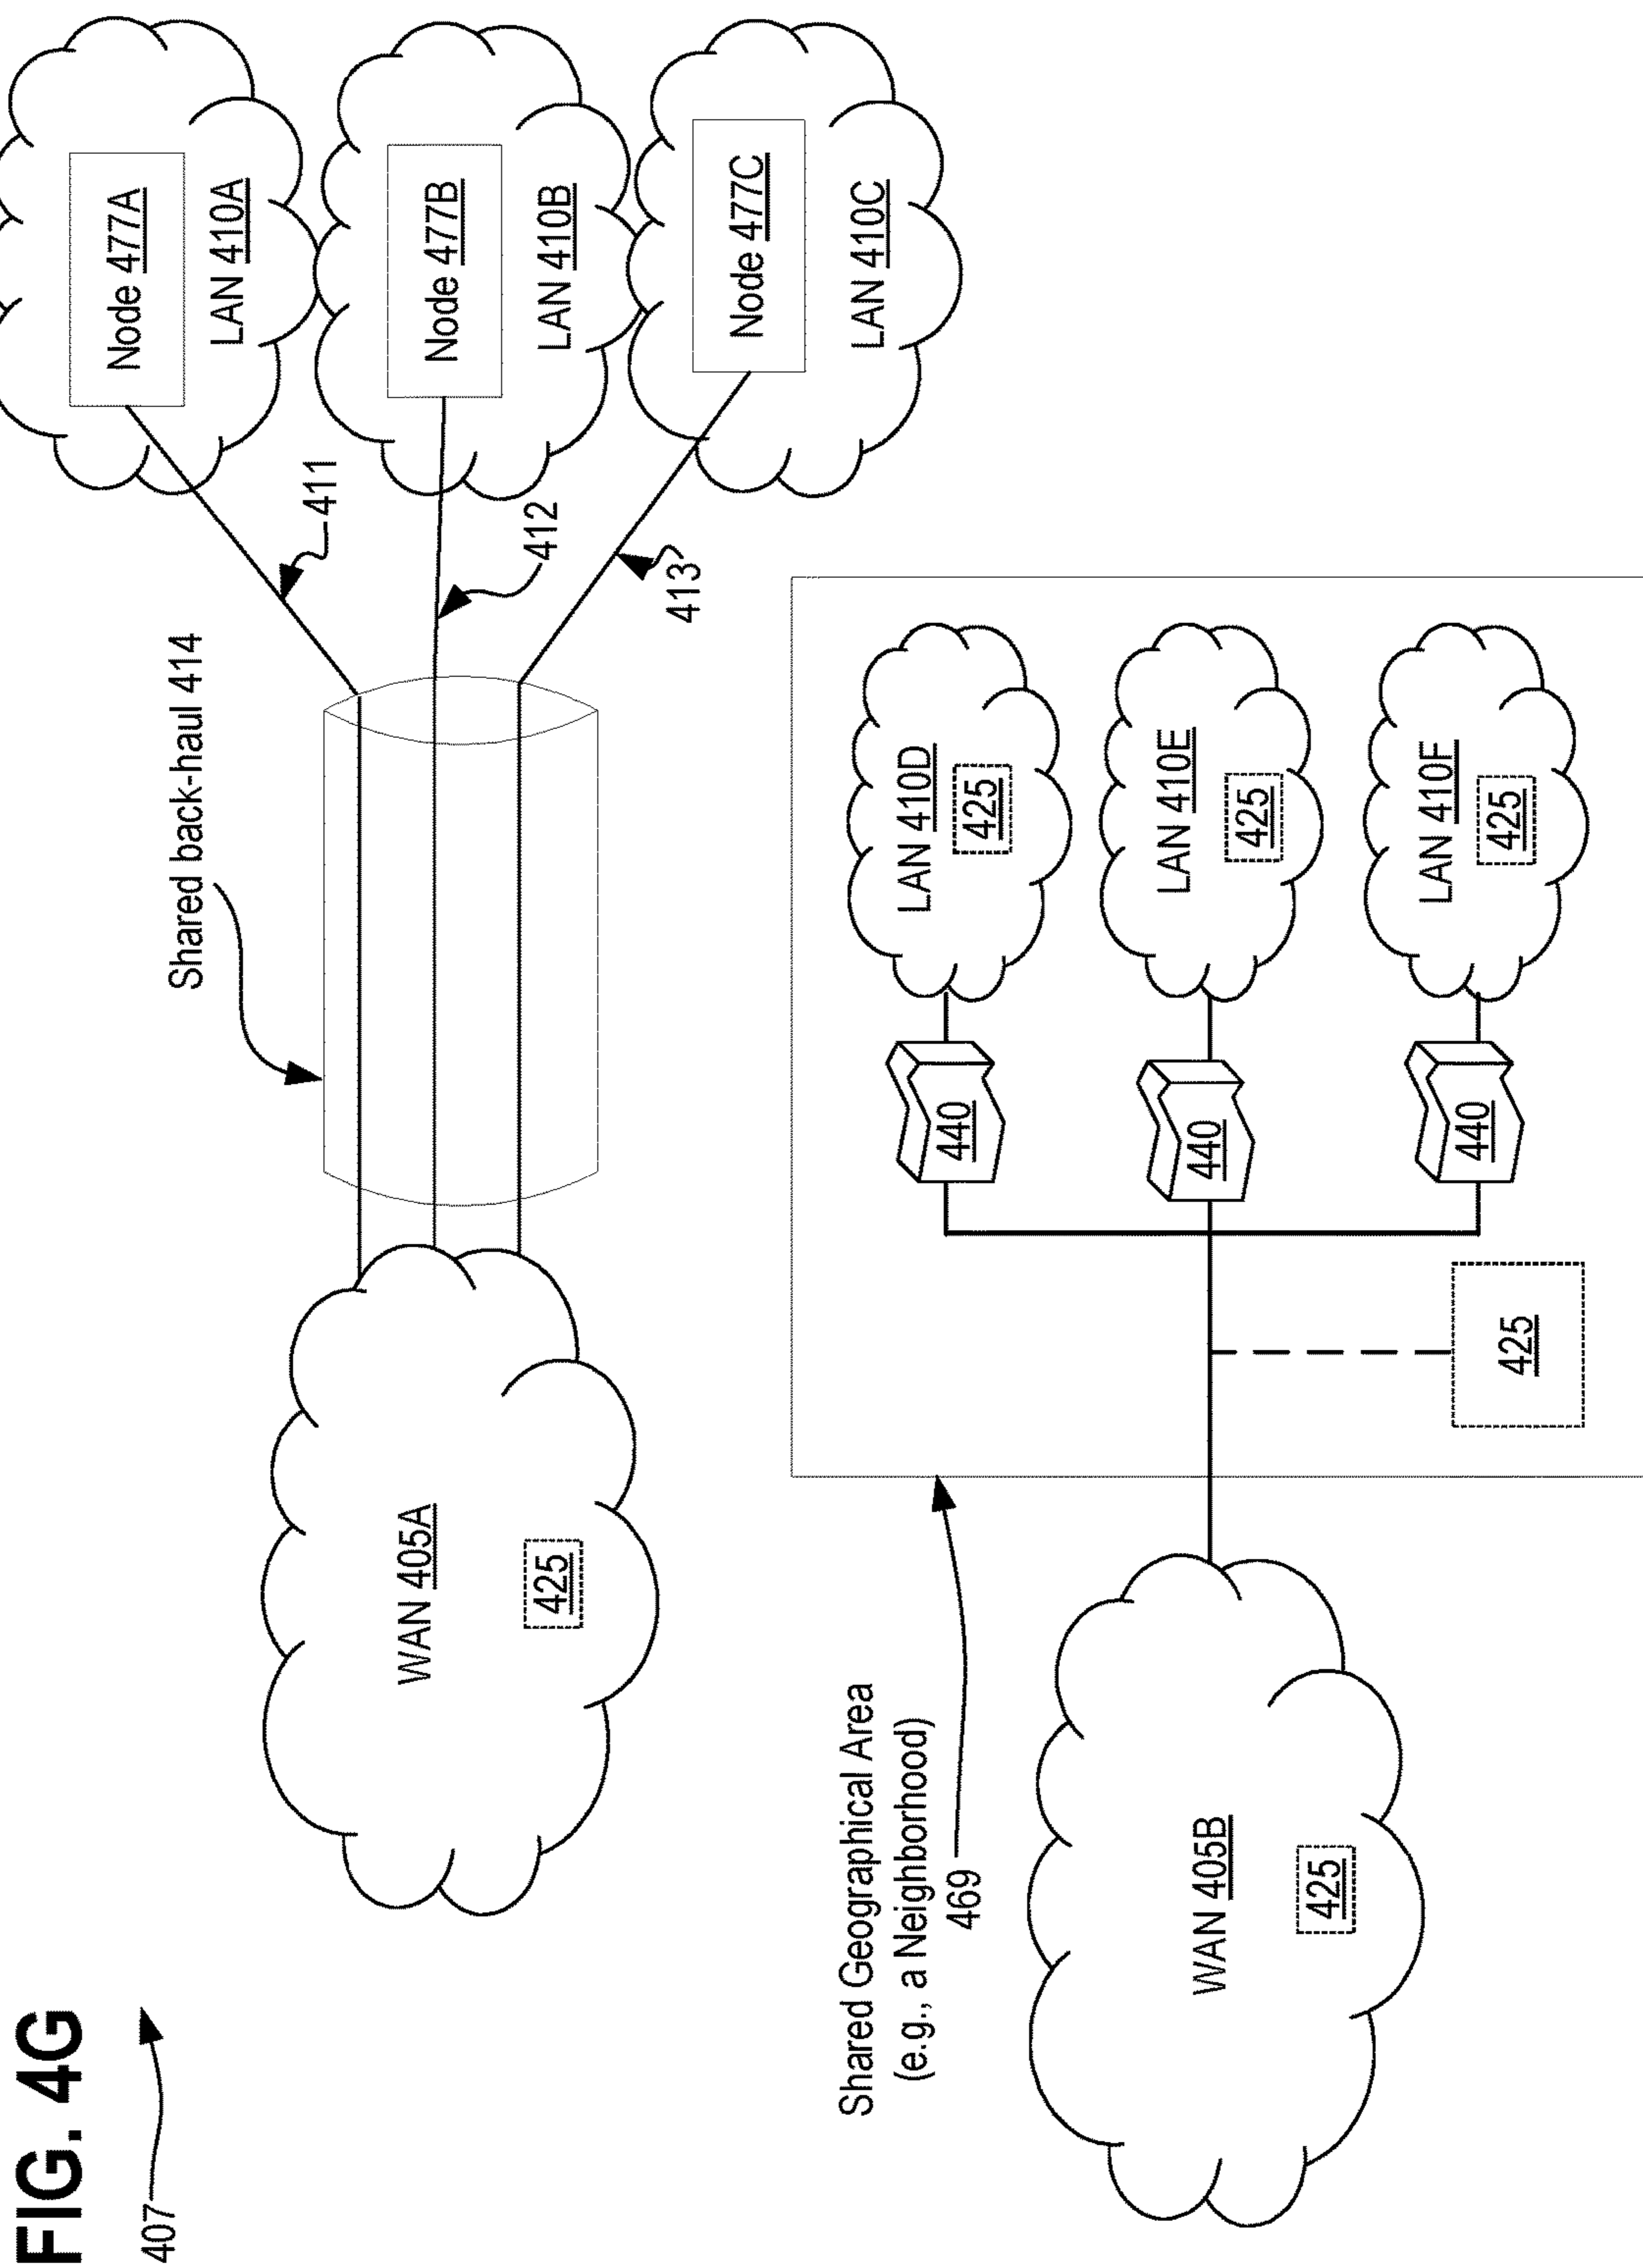 FIG. 4G
407
WAN 405A
425
Shared back-haul 414
411
412
413
Node 477A
LAN 410A
Node 477B
LAN 410B
Node 477C
LAN 410C
Shared Geographical Area
(e.g., a Neighborhood)
469
WAN 405B
425
425
440
440
440
LAN 410D
425
LAN 410E
425
LAN 410F
425